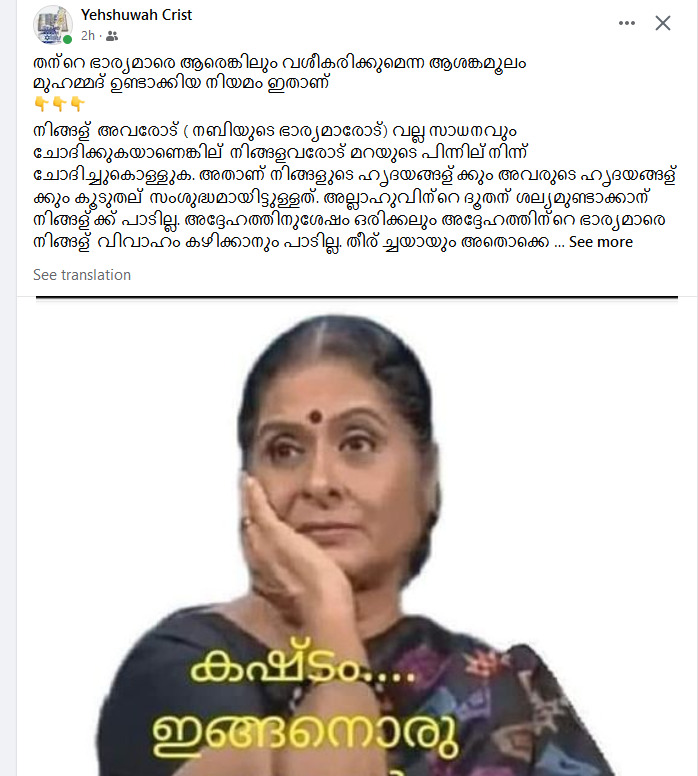 Yehshuwah Crist
2h
തന്റെ ഭാര്യമാരെ ആരെങ്കിലും വശീകരിക്കുമെന്ന ആശങ്കമൂലം
മുഹമ്മദ് ഉണ്ടാക്കിയ നിയമം ഇതാണ്
👇👇👇
നിങ്ങള് അവരോട് ( നബിയുടെ ഭാര്യമാരോട്) വല്ല സാധനവും
ചോദിക്കുകയാണെങ്കില് നിങ്ങളവരോട് മറയുടെ പിന്നില് നിന്ന്
ചോദിച്ചുകൊള്ളുക. അതാണ് നിങ്ങളുടെ ഹൃദയങ്ങള്ക്കും അവരുടെ ഹൃദയങ്ങള്
ക്കും കൂടുതല് സംശുദ്ധമായിട്ടുള്ളത്. അല്ലാഹുവിന്റെ ദൂതന് ശല്യമുണ്ടാക്കാന്
നിങ്ങള്ക്ക് പാടില്ല. അദ്ദേഹത്തിനുശേഷം ഒരിക്കലും അദ്ദേഹത്തിന്റെ ഭാര്യമാരെ
നിങ്ങള് വിവാഹം കഴിക്കാനും പാടില്ല. തീര്ച്ചയായും അതൊക്കെ ... See more
See translation
കഷ്ടം....
ഇങ്ങനൊരു